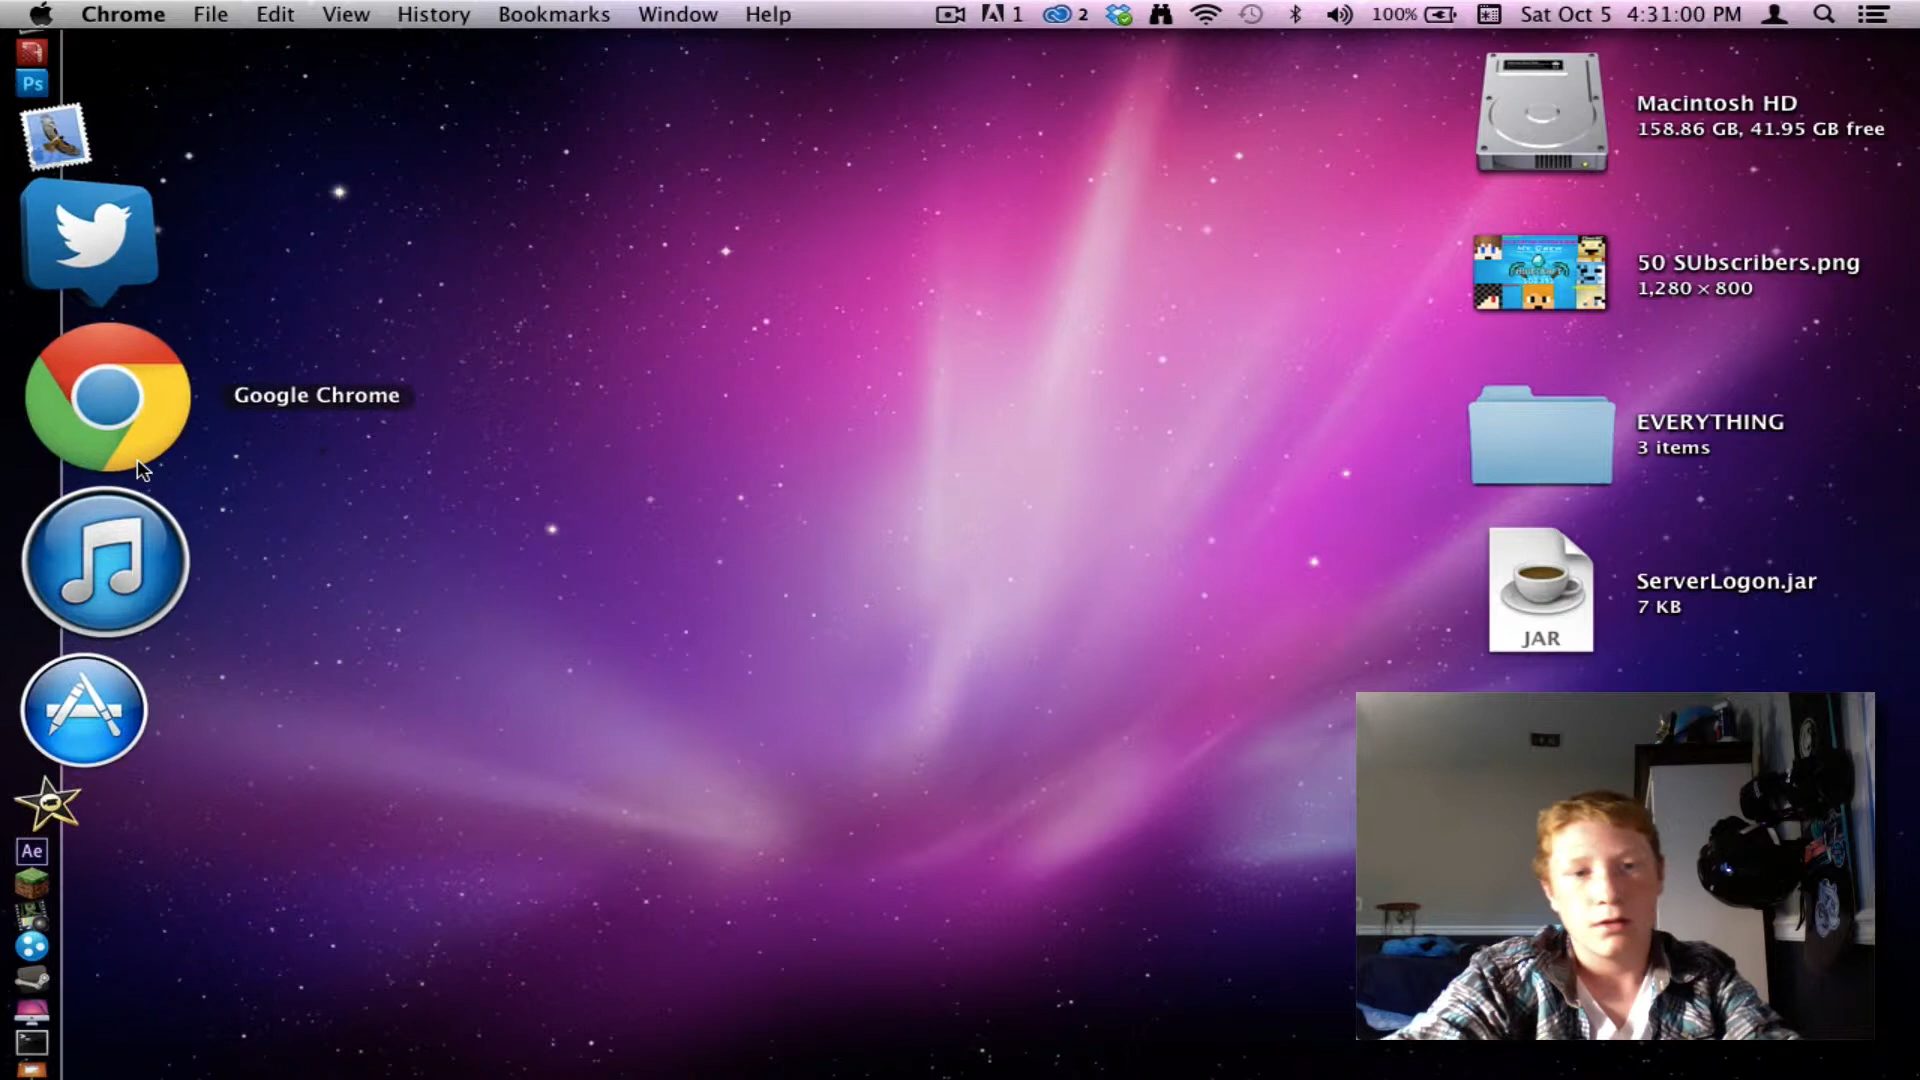 Chrome File Edit View History Bookmarks Window Help 1 2 100% Sat Oct 5 4:31:00 PM
Ps
Macintosh HD
158.86 GB, 41.95 GB free
50 SUbscribers.png
1,280 × 800
Google Chrome
EVERYTHING
3 items
ServerLogon.jar
7 KB
JAR
Ae